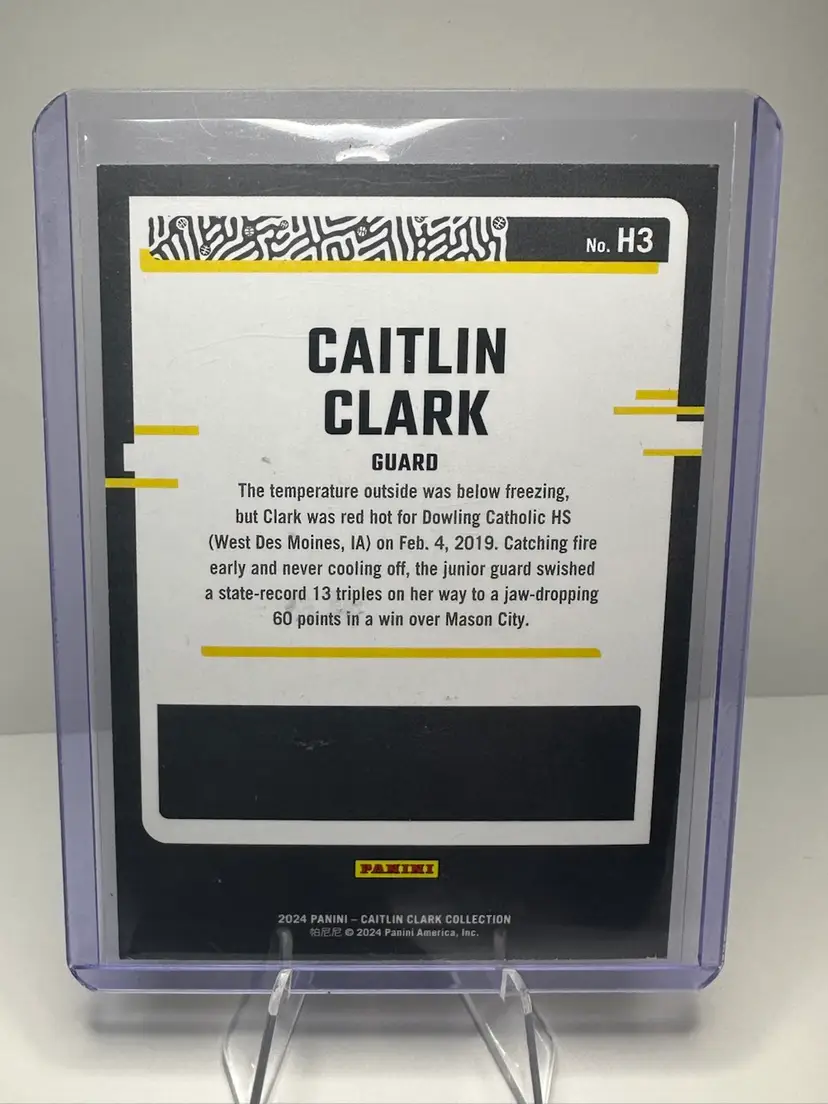 No. H3
CAITLIN
CLARK
GUARD
The temperature outside was below freezing,
but Clark was red hot for Dowling Catholic HS
(West Des Moines, IA) on Feb. 4, 2019. Catching fire
early and never cooling off, the junior guard swished
a state-record 13 triples on her way to a jaw-dropping
60 points in a win over Mason City.
PANINI
2024 PANINI – CAITLIN CLARK COLLECTION
帕尼尼 © 2024 Panini America, Inc.